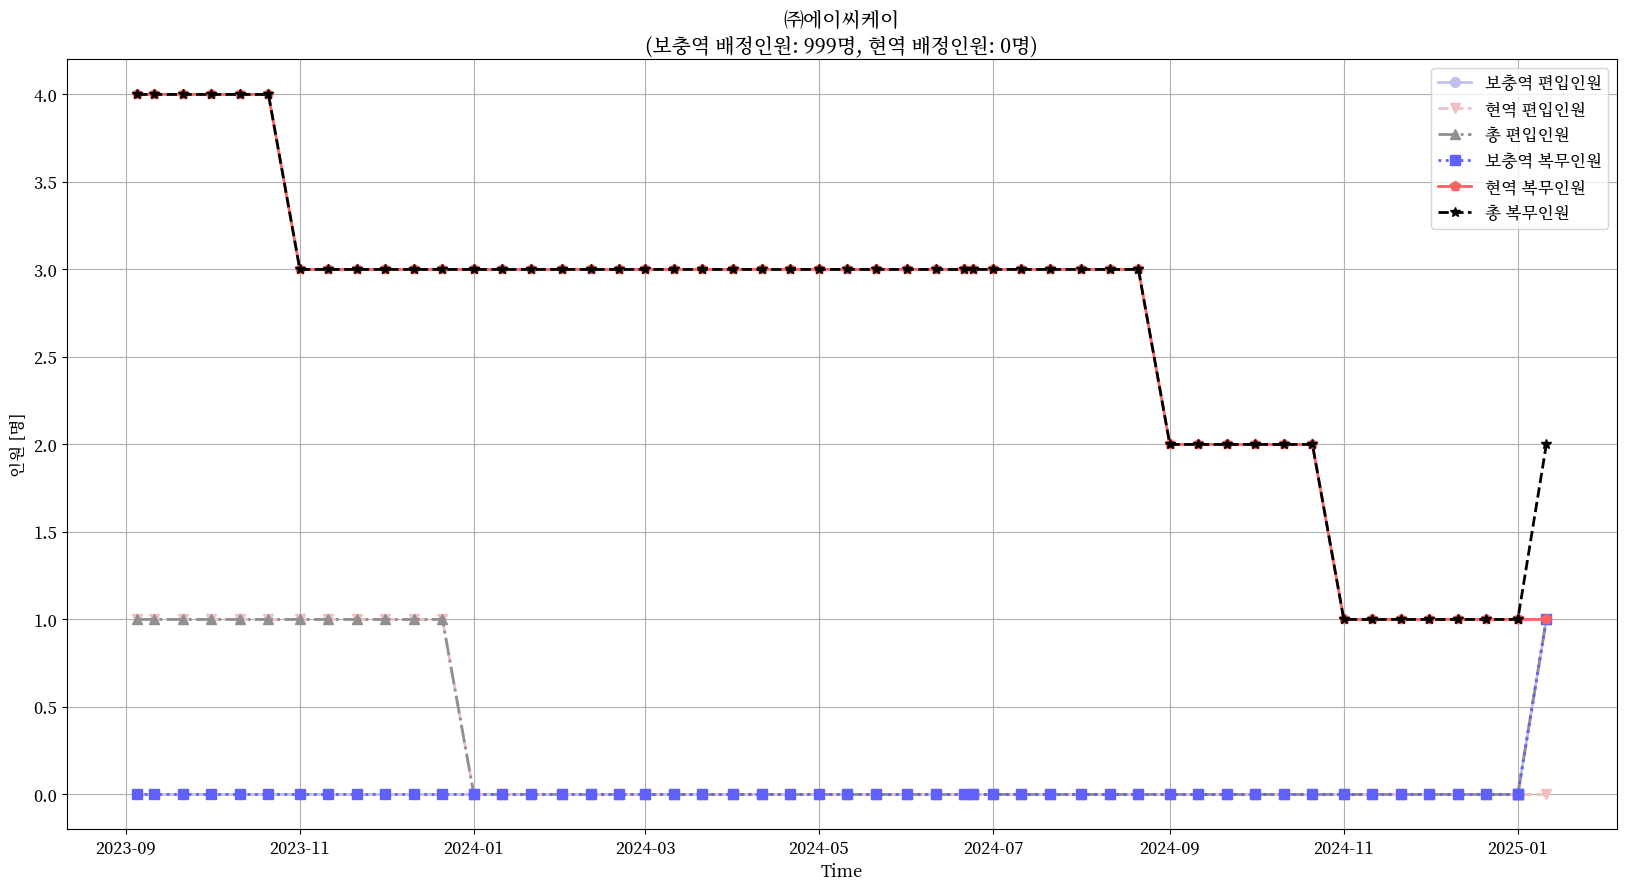 ㈜에이씨케이
(보충역 배정인원: 999명, 현역 배정인원: 0명)
보충역 편입인원
현역 편입인원
총 편입인원
보충역 복무인원
현역 복무인원
총 복무인원
인원 [명]
4.0
3.5
3.0
2.5
2.0
1.5
1.0
0.5
0.0
2023-09
2023-11
2024-01
2024-03
2024-05
2024-07
2024-09
2024-11
2025-01
Time